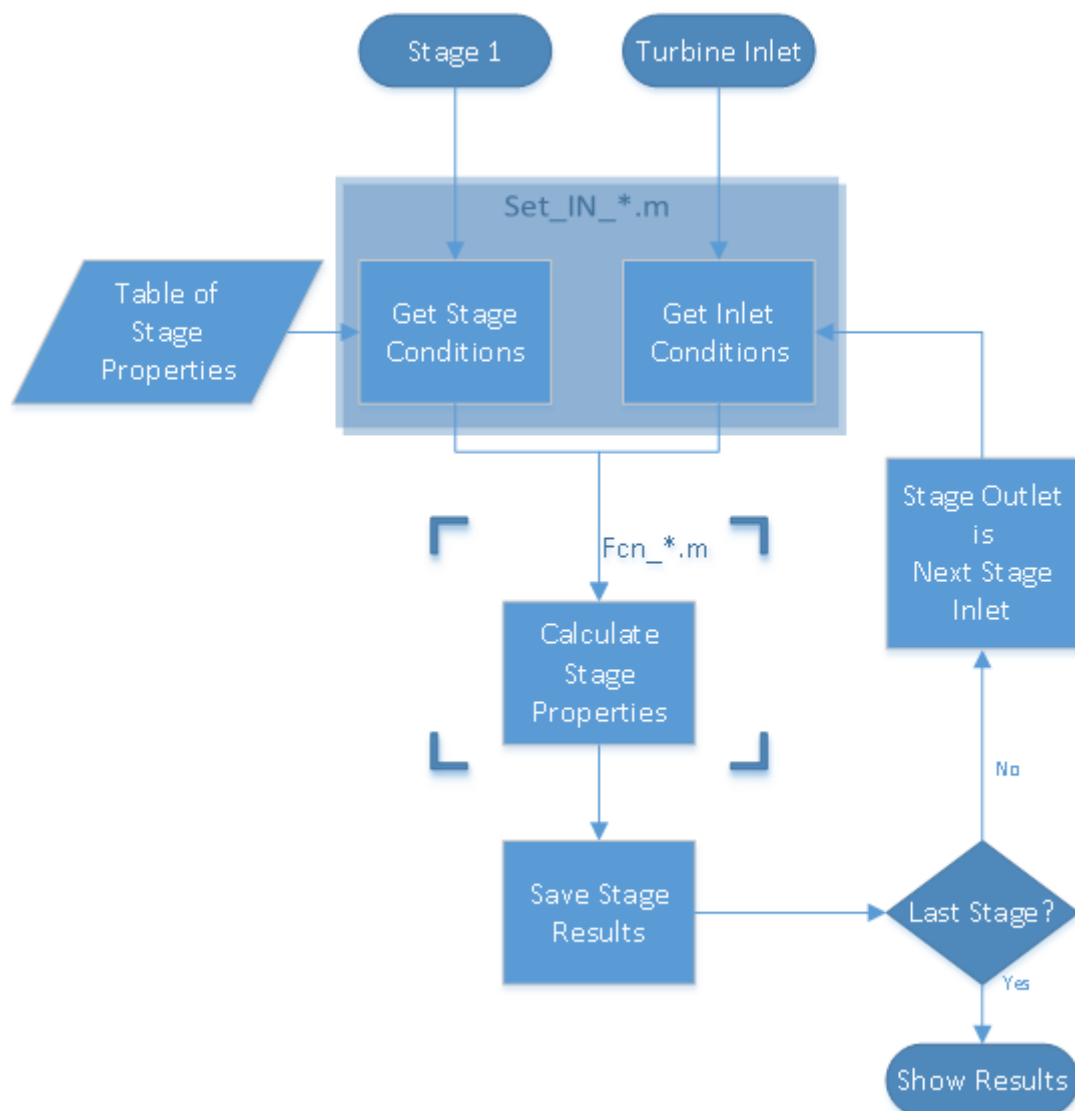 Stage 1
Turbine Inlet
Set_IN_*.m
Table of
Stage
Properties
Get Stage
Conditions
Get Inlet
Conditions
Stage Outlet
is
Next Stage
Inlet
Fcn_*.m
Calculate
Stage
Properties
No
Save Stage
Results
Last Stage?
Yes
Show Results